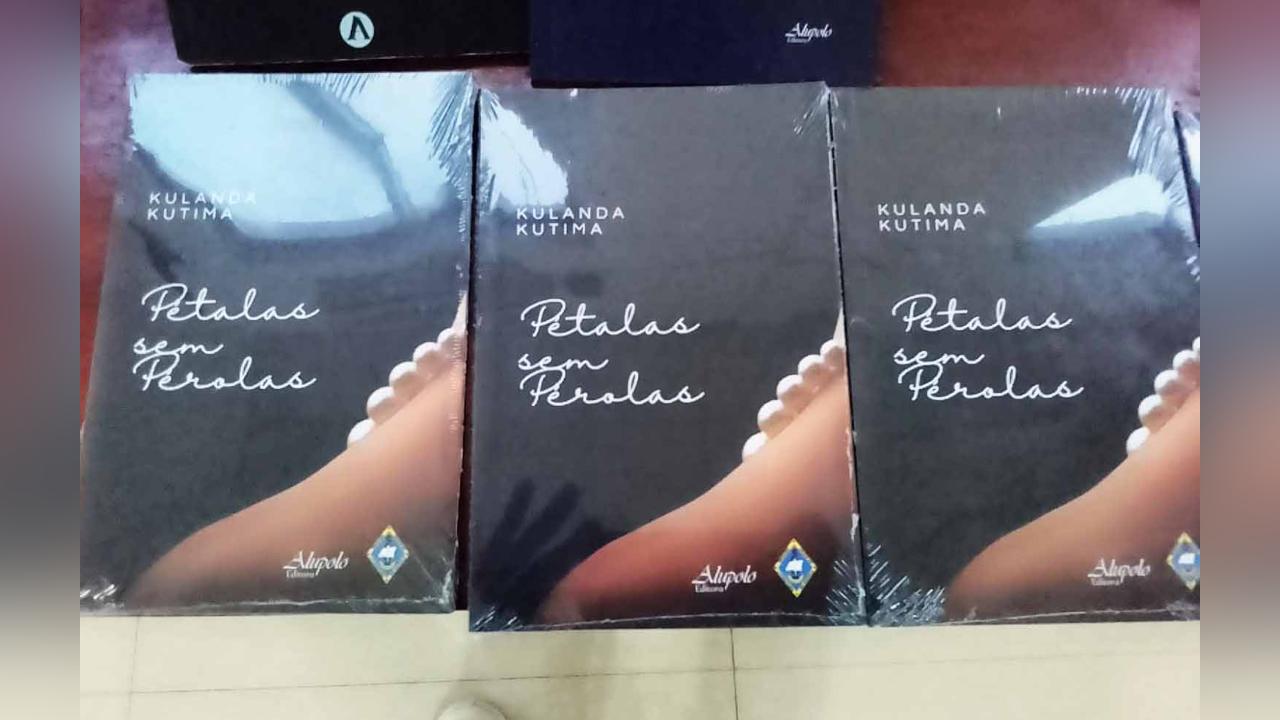 Alupolo
Editora
KULANDA
KUTIMA
Pétalas
sem
Pérolas
Alupolo
Editora
KULANDA
KUTIMA
Pétalas
sem
Pérolas
Alupolo
Editora
KULANDA
KUTIMA
Pétalas
sem
Pérolas
Alupolo
Editora